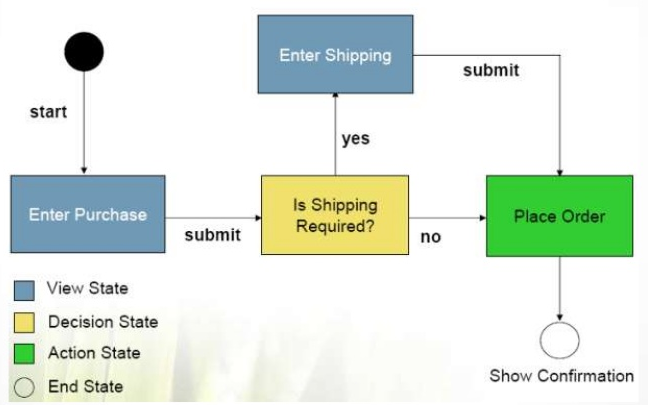 Enter Shipping
submit
start
yes
Enter Purchase
submit
Is Shipping
Required?
no
Place Order
View State
Decision State
Action State
End State
Show Confirmation